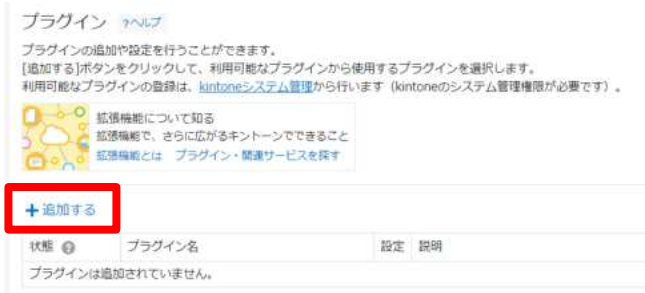 プラグイン ?ヘルプ
プラグインの追加や設定を行うことができます。
[追加する]ボタンをクリックして、利用可能なプラグインから使用するプラグインを選択します。
利用可能なプラグインの登録は、kintoneシステム管理から行います（kintoneのシステム管理権限が必要です）。
拡張機能について知る
拡張機能で、さらに広がるキントーンでできること
拡張機能とは プラグイン・関連サービスを探す
+追加する
状態 ? プラグイン名 設定 説明
プラグインは追加されていません。